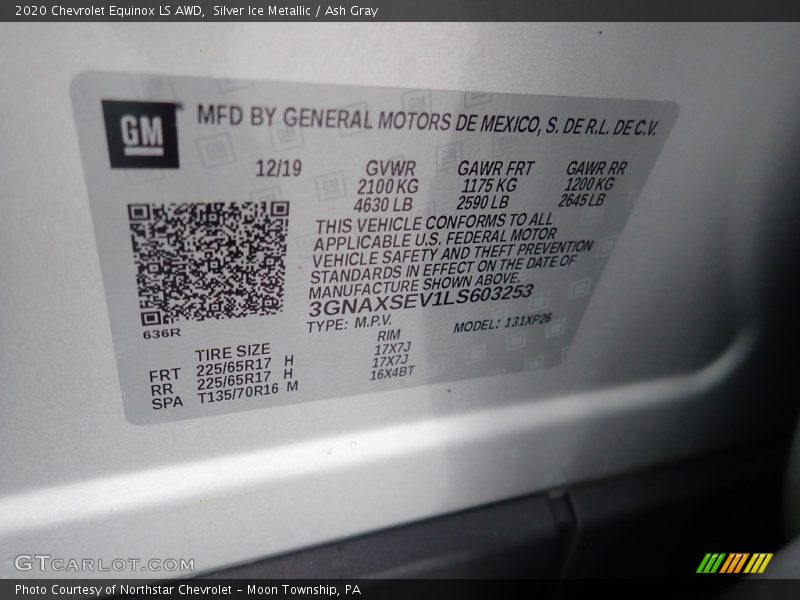 2020 Chevrolet Equinox LS AWD, Silver Ice Metallic / Ash Gray
GM MFD BY GENERAL MOTORS DE MEXICO, S. DE R.L. DE C.V.
12/19 GVWR GAWR FRT GAWR RR
2100 KG 1175 KG 1200 KG
4630 LB 2590 LB 2645 LB
THIS VEHICLE CONFORMS TO ALL
APPLICABLE U.S. FEDERAL MOTOR
VEHICLE SAFETY AND THEFT PREVENTION
STANDARDS IN EFFECT ON THE DATE OF
MANUFACTURE SHOWN ABOVE.
3GNAXSEV1LS603253
636R TYPE: M.P.V. MODEL: 131XP26
TIRE SIZE RIM
FRT 225/65R17 H 17X7J
RR 225/65R17 H 17X7J
SPA T135/70R16 M 16X4BT
GTCARLOT.COM
Photo Courtesy of Northstar Chevrolet - Moon Township, PA